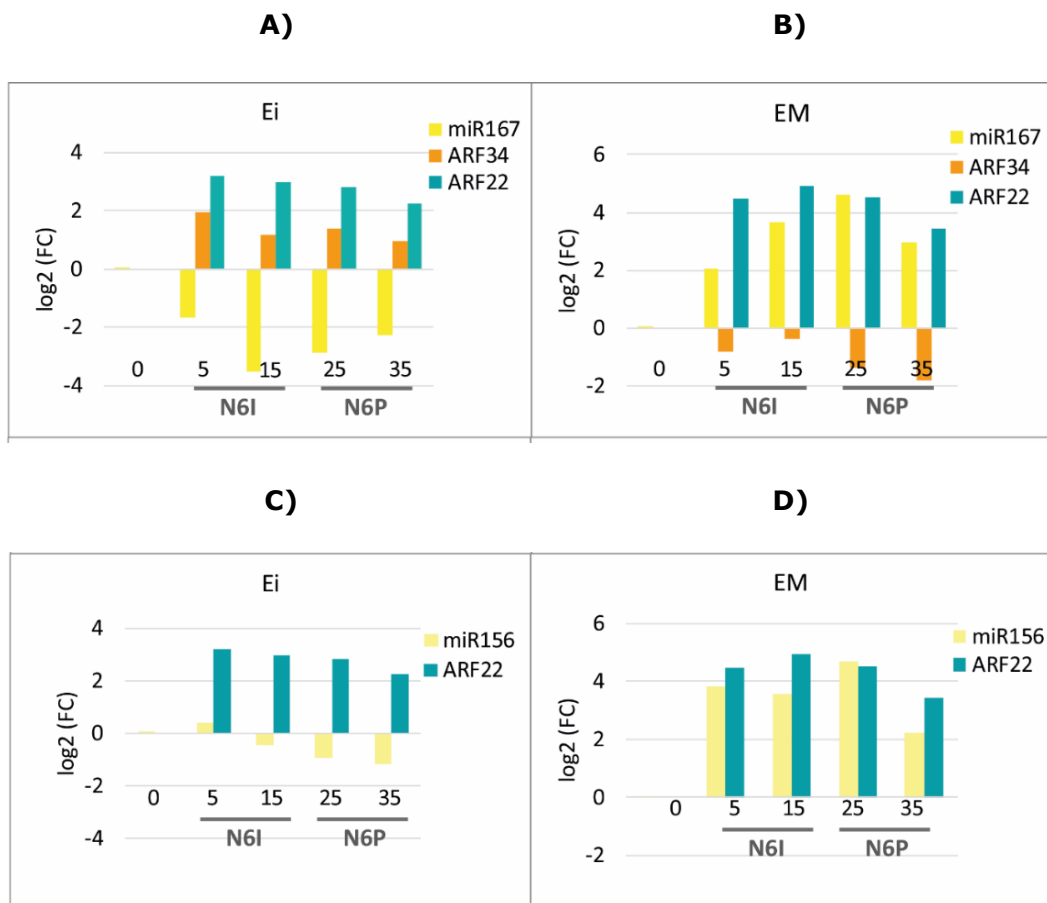 A)
B)
Ei
miR167
ARF34
ARF22
log2 (FC)
4
2
0
-2
-4
0 5 15 25 35
N6I N6P
EM
miR167
ARF34
ARF22
log2 (FC)
6
4
2
0
-2
0 5 15 25 35
N6I N6P
C)
D)
Ei
miR156
ARF22
log2 (FC)
4
2
0
-2
-4
0 5 15 25 35
N6I N6P
EM
miR156
ARF22
log2 (FC)
6
4
2
0
-2
0 5 15 25 35
N6I N6P